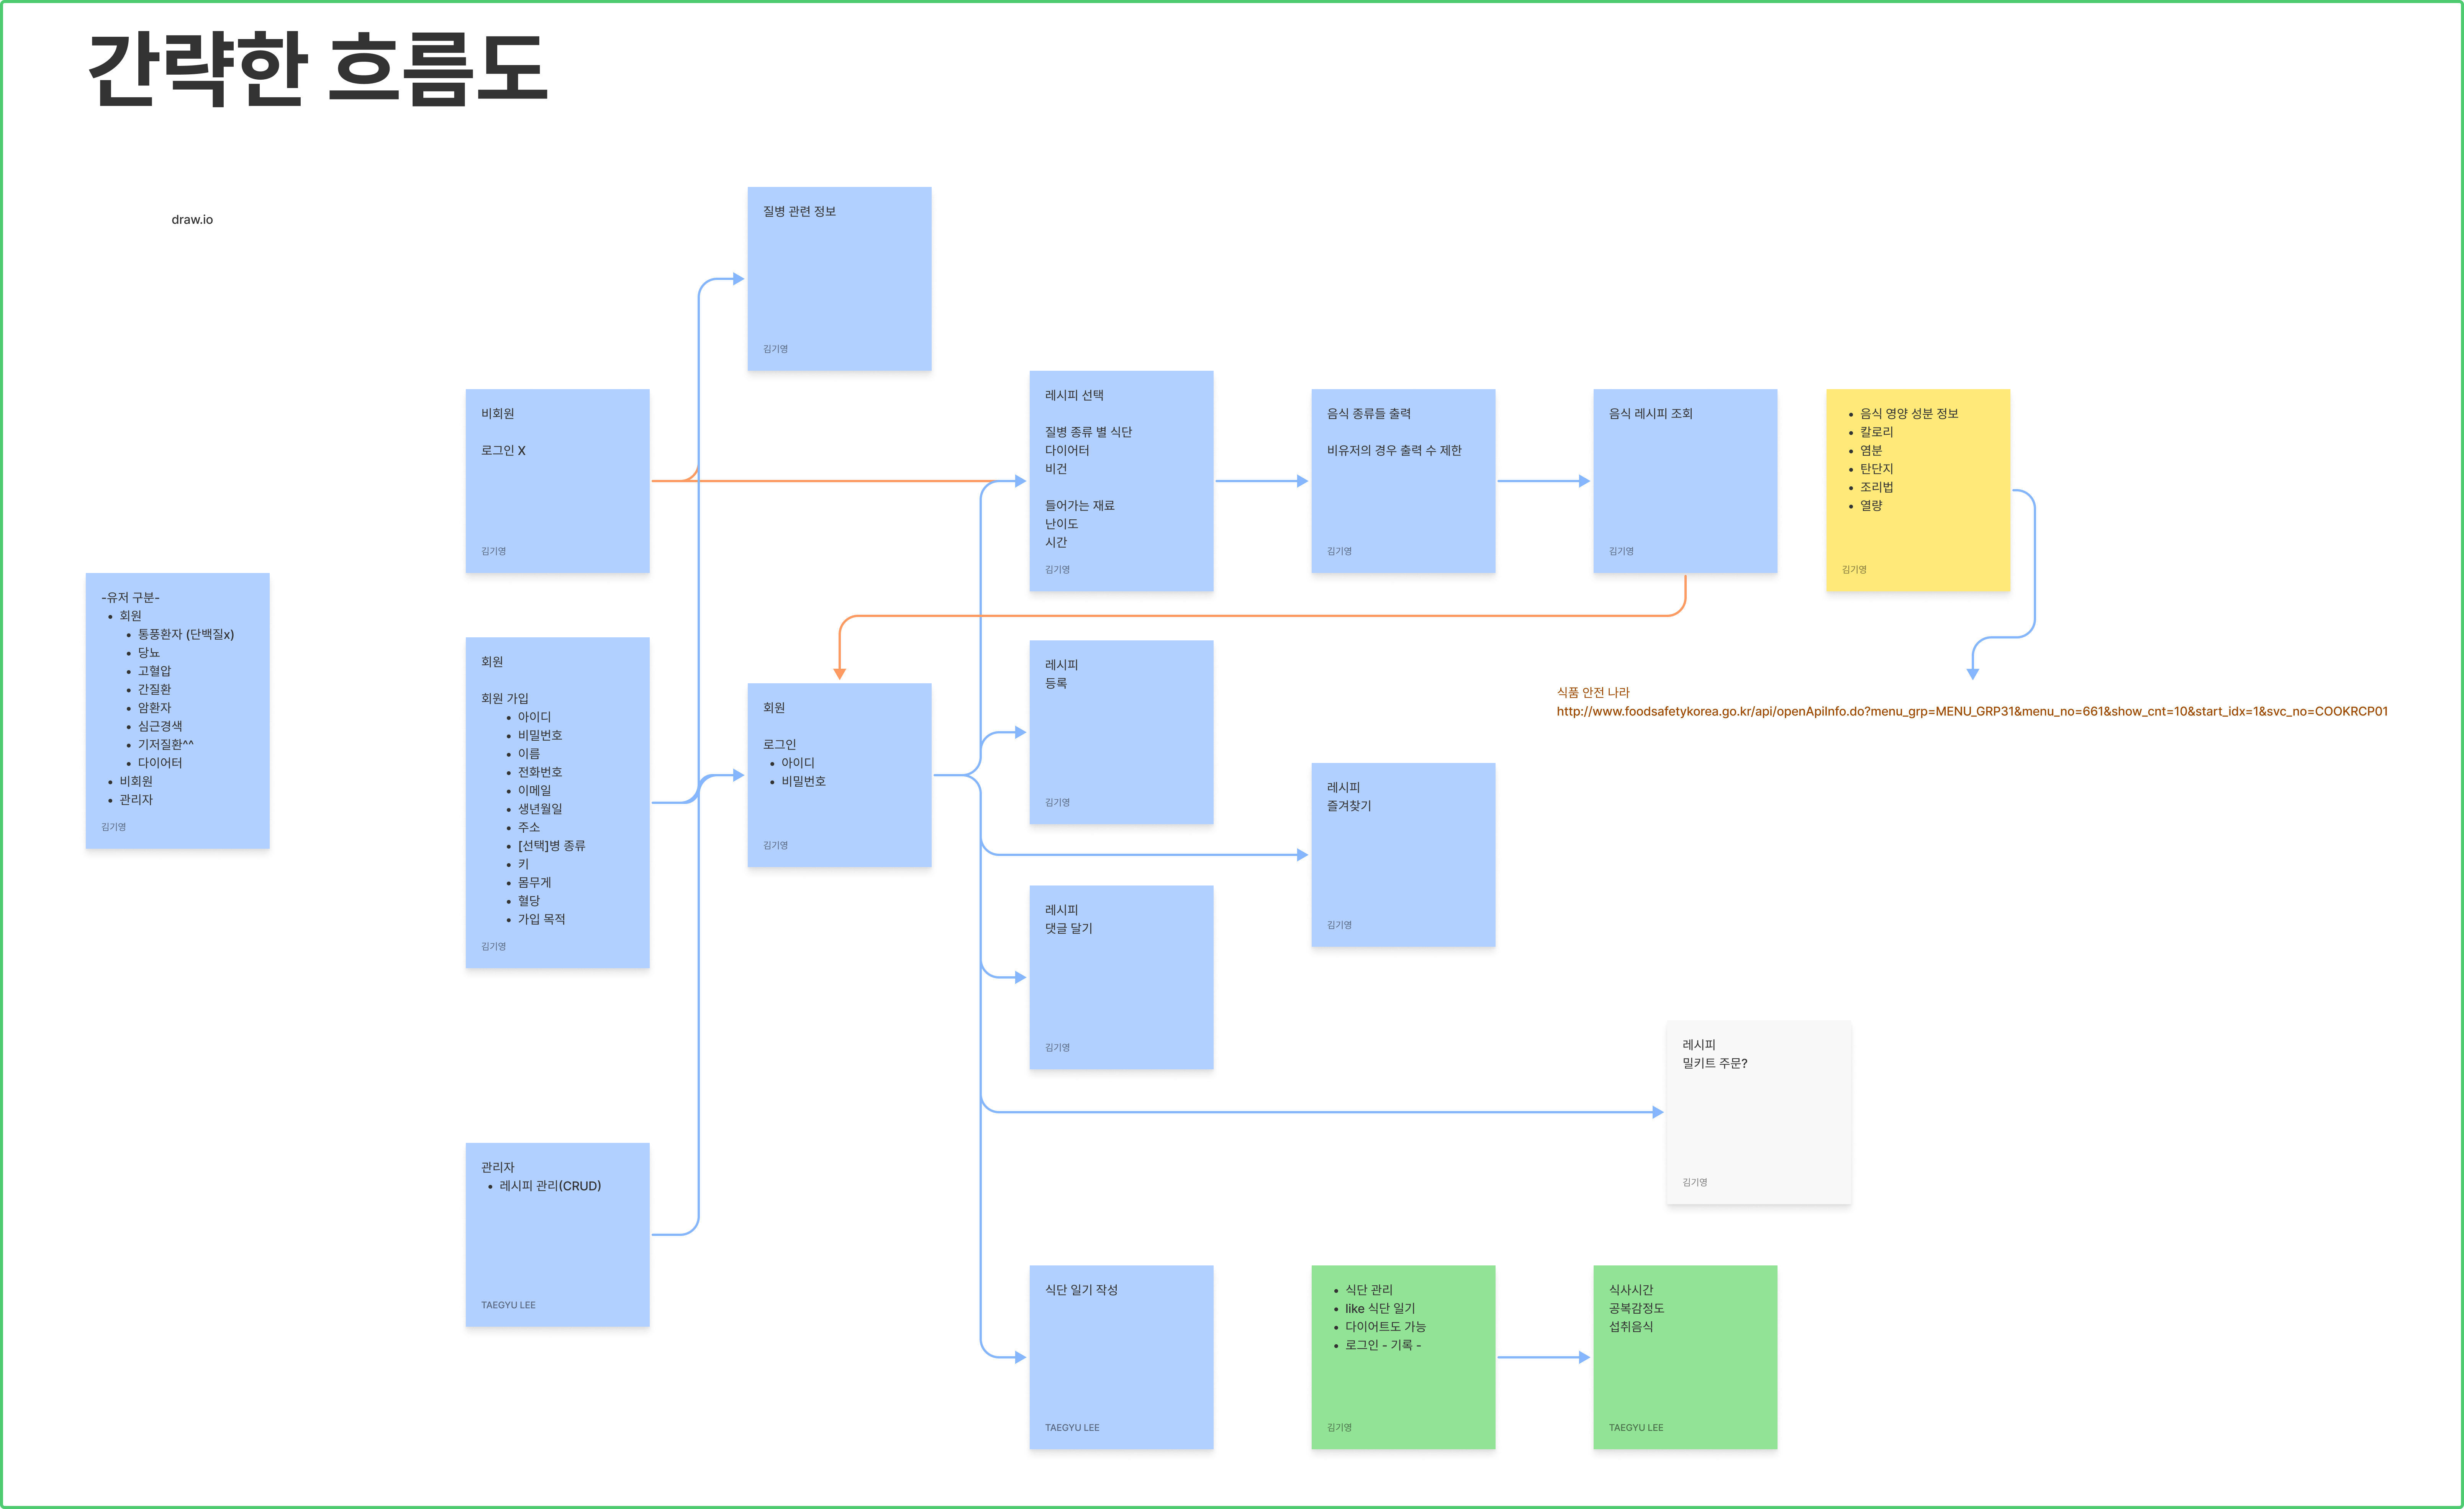 간략한 흐름도
draw.io
질병 관련 정보
김기영
비회원
로그인 X
김기영
레시피 선택
질병 종류 별 식단
다이어터
비건
들어가는 재료
난이도
시간
김기영
음식 종류들 출력
비유저의 경우 출력 수 제한
김기영
음식 레시피 조회
김기영
• 음식 영양 성분 정보
• 칼로리
• 염분
• 탄단지
• 조리법
• 열량
김기영
-유저 구분-
• 회원
• 통풍환자 (단백질x)
• 당뇨
• 고혈압
• 간질환
• 암환자
• 심근경색
• 기저질환^^
• 다이어터
• 비회원
• 관리자
김기영
회원
회원 가입
• 아이디
• 비밀번호
• 이름
• 전화번호
• 이메일
• 생년월일
• 주소
• [선택]병 종류
• 키
• 몸무게
• 혈당
• 가입 목적
김기영
회원
로그인
• 아이디
• 비밀번호
김기영
레시피
등록
김기영
식품 안전 나라
http://www.foodsafetykorea.go.kr/api/openApiInfo.do?menu_grp=MENU_GRP31&menu_no=661&show_cnt=10&start_idx=1&svc_no=COOKRCP01
레시피
즐겨찾기
김기영
레시피
댓글 달기
김기영
레시피
밀키트 주문?
김기영
관리자
• 레시피 관리(CRUD)
TAEGYU LEE
식단 일기 작성
TAEGYU LEE
• 식단 관리
• like 식단 일기
• 다이어트도 가능
• 로그인 - 기록 -
김기영
식사시간
공복감정도
섭취음식
TAEGYU LEE